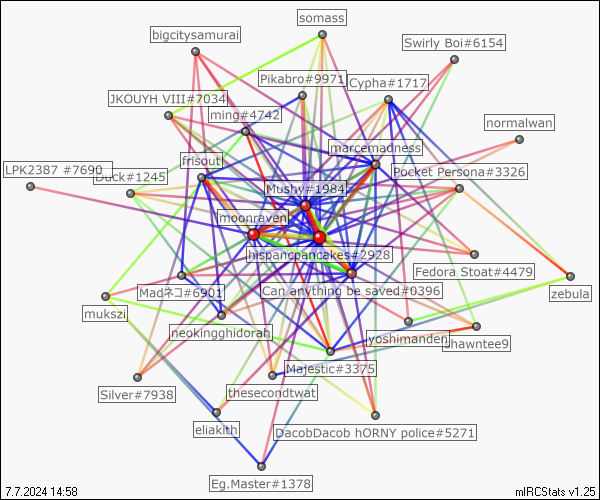 somass
bigcitysamurai
Swirly Boi#6154
Pikabro#9971
Cypha#1717
JKOUYH VIII#7034
ming#4742
normalwan
marcemadness
frisouti
LPK2387 #7690
Duck#1245
Pocket Persona#3326
Mushy#1984
moonraven
hispancpancakes#2928
Fedora Stoat#4479
Madネコ#6901
Can anything be saved#0396
zebula
mukszi
neokingghidorah
yoshimanden
shawntee9
Majestic#3375
Silver#7938
thesecondtwat
eliakith
DacobDacob hORNY police#5271
Eg.Master#1378
7.7.2024 14:58
mIRCStats v1.25